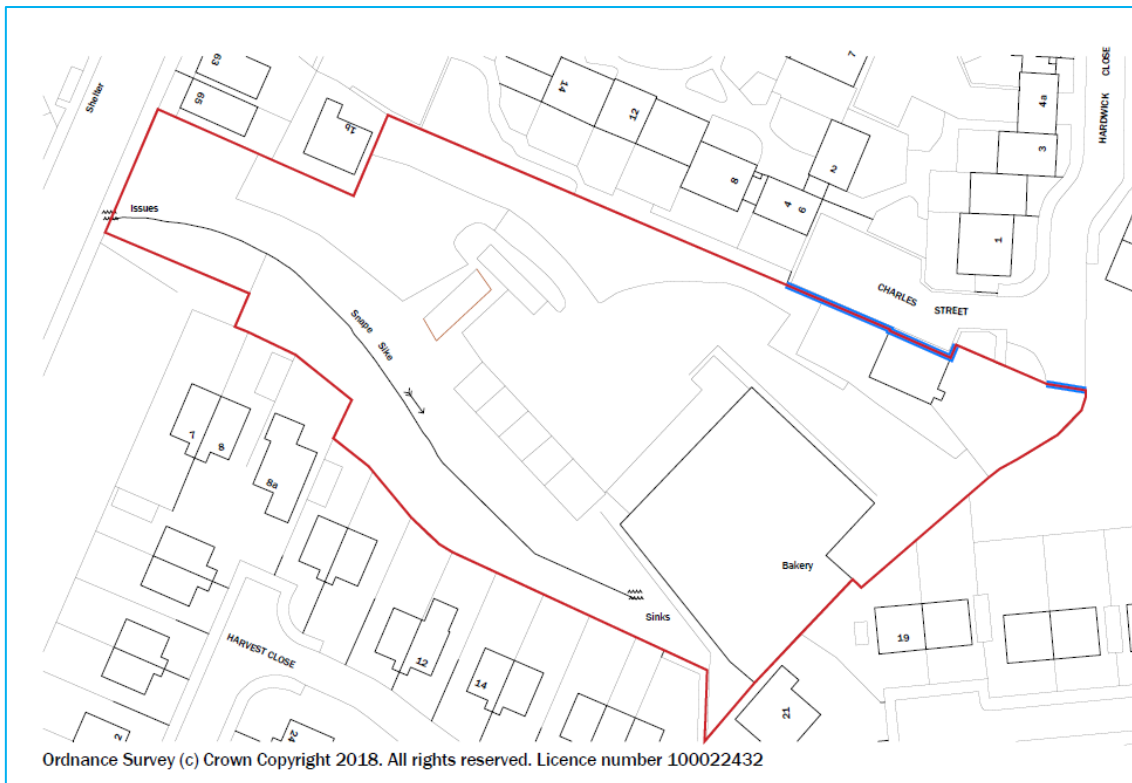 Shelter
63
65
1b
14
12
7
HARDWICK CLOSE
4a
3
2
8
4
6
1
CHARLES
STREET
Issues
Snape
Sike
7
8
8a
Bakery
Sinks
19
HARVEST CLOSE
12
14
21
2
24
Ordnance Survey (c) Crown Copyright 2018. All rights reserved. Licence number 100022432